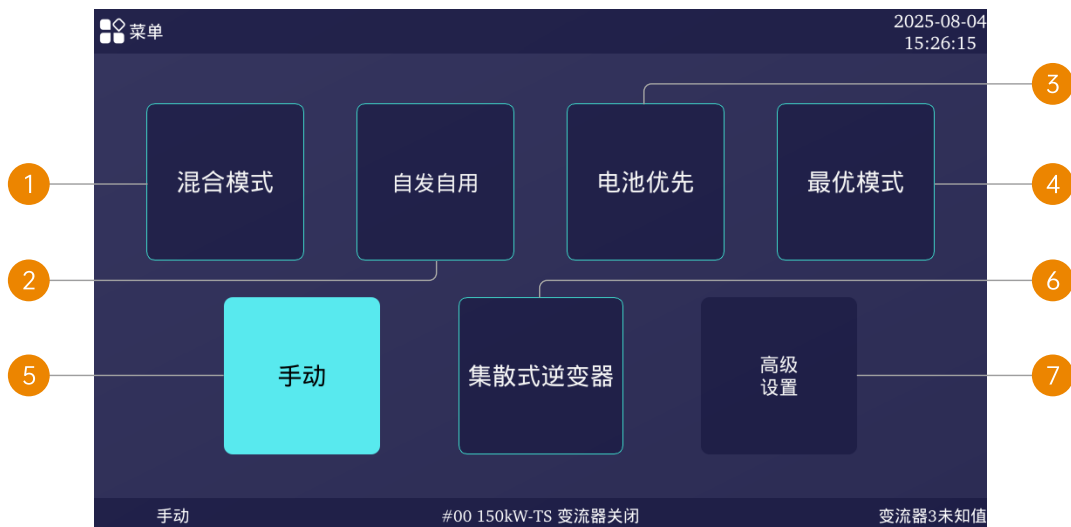 菜单
2025-08-04
15:26:15
3
混合模式
自发自用
电池优先
最优模式
1
4
2
6
手动
集散式逆变器
高级
设置
5
7
手动
#00 150kW-TS 变流器关闭
变流器3未知值